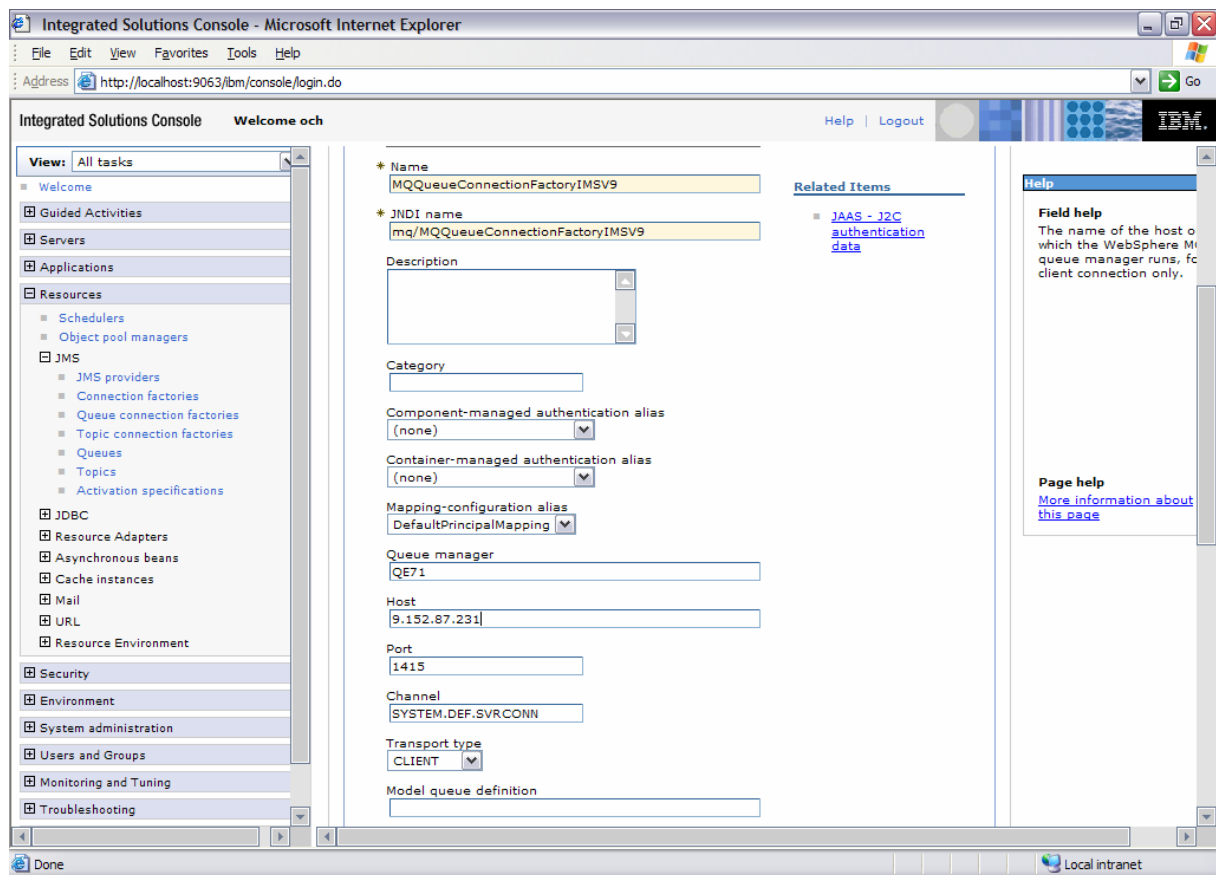 Integrated Solutions Console - Microsoft Internet Explorer
File Edit View Favorites Tools Help
Address http://localhost:9063/ibm/console/login.do Go
Integrated Solutions Console Welcome och Help | Logout IBM.
View: All tasks
Welcome
Guided Activities
Servers
Applications
Resources
Schedulers
Object pool managers
JMS
JMS providers
Connection factories
Queue connection factories
Topic connection factories
Queues
Topics
Activation specifications
JDBC
Resource Adapters
Asynchronous beans
Cache instances
Mail
URL
Resource Environment
Security
Environment
System administration
Users and Groups
Monitoring and Tuning
Troubleshooting
* Name
MQQueueConnectionFactoryIMSV9
* JNDI name
mq/MQQueueConnectionFactoryIMSV9
Description
Category
Component-managed authentication alias
(none)
Container-managed authentication alias
(none)
Mapping-configuration alias
DefaultPrincipalMapping
Queue manager
QE71
Host
9.152.87.231
Port
1415
Channel
SYSTEM.DEF.SVRCONN
Transport type
CLIENT
Model queue definition
Related Items
JAAS - J2C
authentication
data
Help
Field help
The name of the host o
which the WebSphere M
queue manager runs, fo
client connection only.
Page help
More information about
this page
Done Local intranet